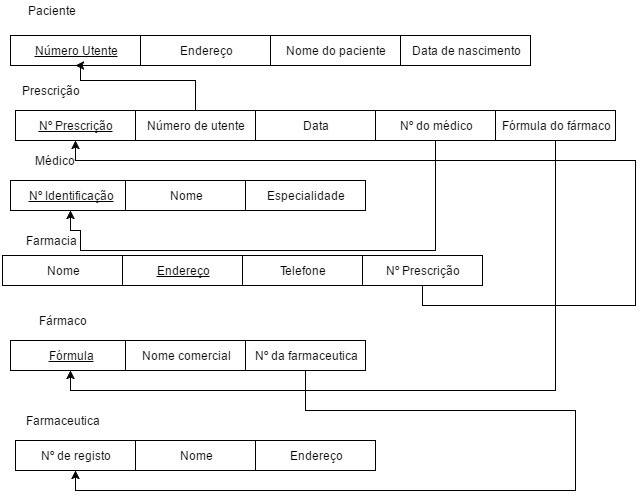 Paciente
Número Utente Endereço Nome do paciente Data de nascimento
Prescrição
Nº Prescrição Número de utente Data Nº do médico Fórmula do fármaco
Médico
Nº Identificação Nome Especialidade
Farmacia
Nome Endereço Telefone Nº Prescrição
Fármaco
Fórmula Nome comercial Nº da farmaceutica
Farmaceutica
Nº de registo Nome Endereço